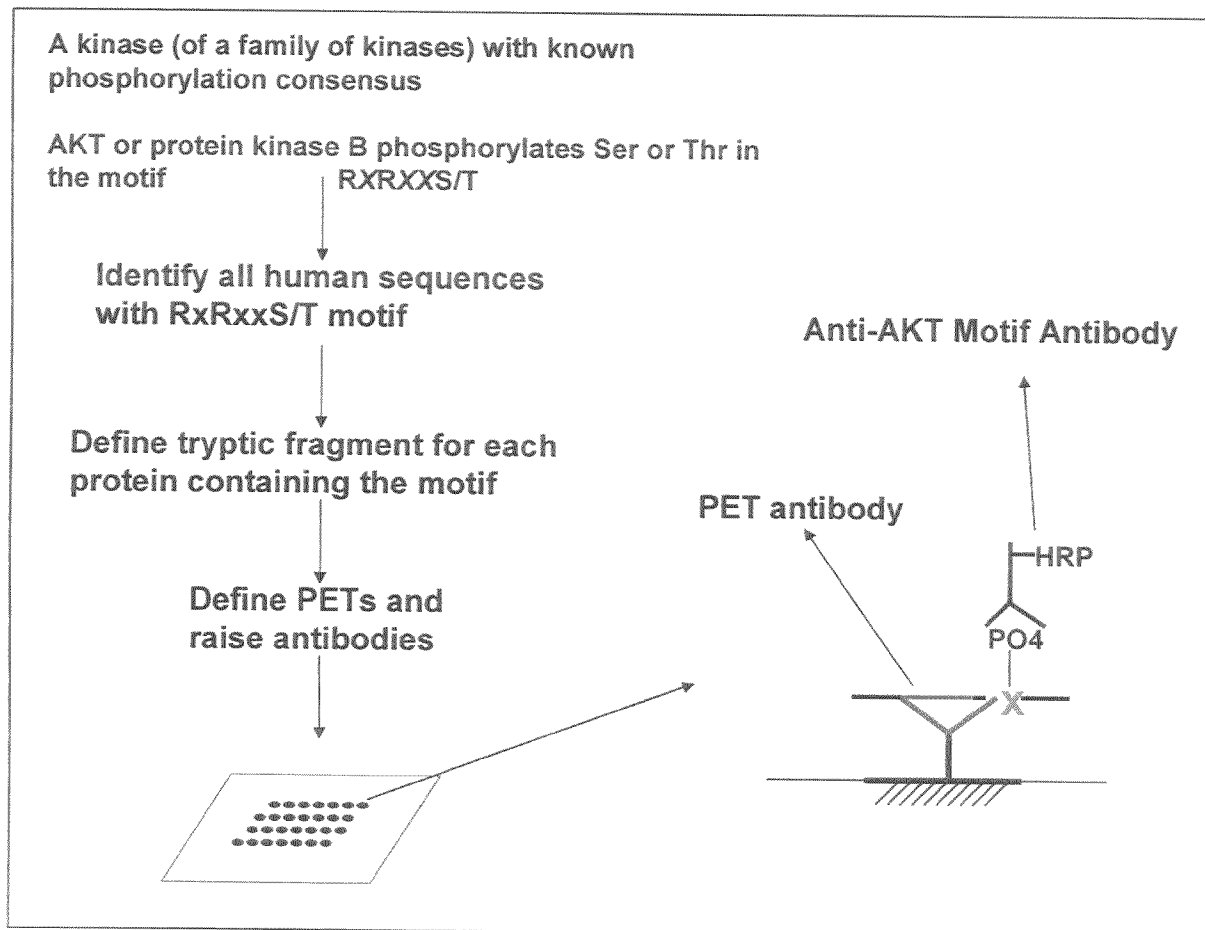 A kinase (of a family of kinases) with known
phosphorylation consensus
AKT or protein kinase B phosphorylates Ser or Thr in
the motif RXRXXS/T
Identify all human sequences
with RxRxxS/T motif
Define tryptic fragment for each
protein containing the motif
Define PETs and
raise antibodies
Anti-AKT Motif Antibody
PET antibody
HRP
PO4
X